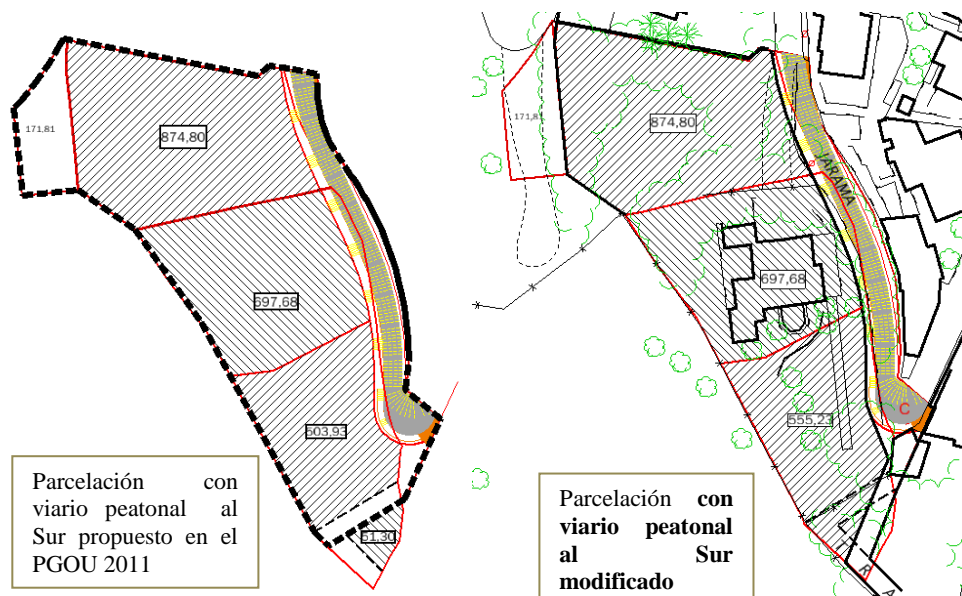 171,81
874,80
697,68
503,93
51,30
Parcelación con
viario peatonal al
Sur propuesto en el
PGOU 2011
171,8
874,80
JARAMA
697,68
555,23
C
I R A
Parcelación con
viario peatonal
al Sur
modificado